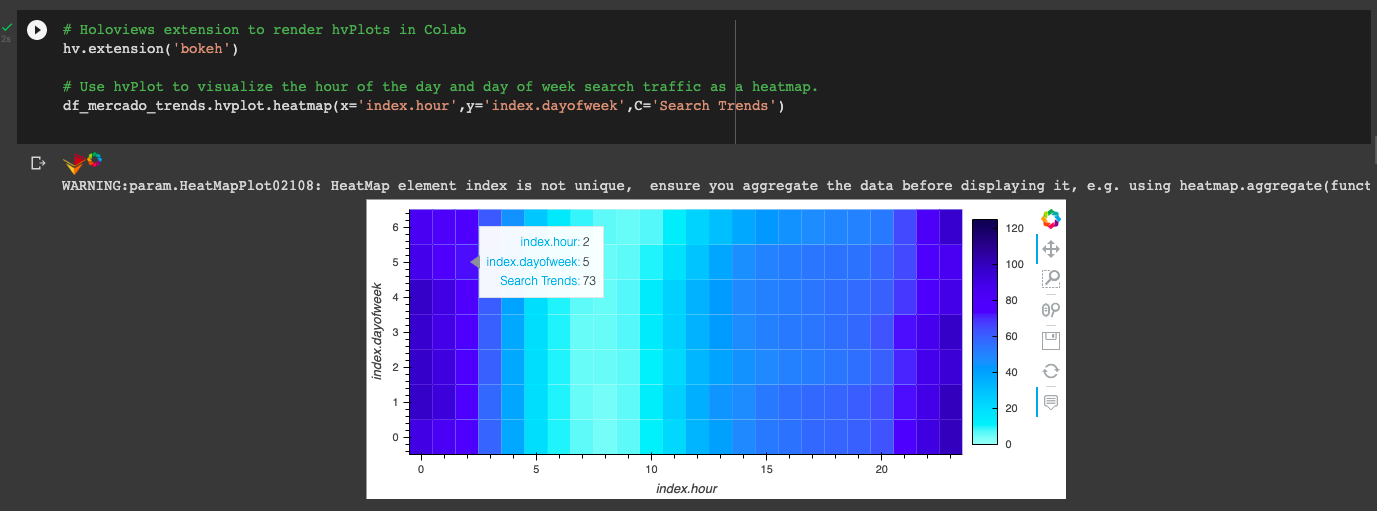 # Holoviews extension to render hvPlots in Colab
2s
hv.extension('bokeh')
# Use hvPlot to visualize the hour of the day and day of week search traffic as a heatmap.
df_mercado_trends.hvplot.heatmap(x='index.hour',y='index.dayofweek',C='Search Trends')
WARNING:param.HeatMapPlot02108: HeatMap element index is not unique,  ensure you aggregate the data before displaying it, e.g. using heatmap.aggregate(funct
index.dayofweek
6
5
4
3
2
1
0
index.hour: 2
index.dayofweek: 5
Search Trends: 73
120
100
80
60
40
20
0
0 5 10 15 20
index.hour